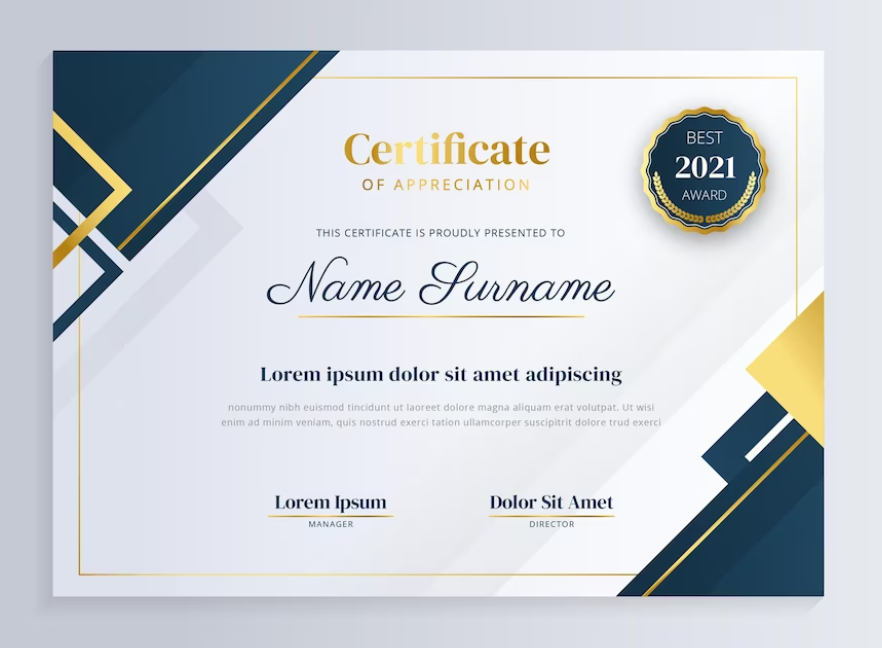 Certificate
OF APPRECIATION
BEST
2021
AWARD
THIS CERTIFICATE IS PROUDLY PRESENTED TO
Name Surname
Lorem ipsum dolor sit amet adipiscing
nonummy nibh euismod tincidunt ut laoreet dolore magna aliquam erat volutpat. Ut wisi
enim ad minim veniam, quis nostrud exerci tation ullamcorper suscipitrit dolore trud exerci
Lorem Ipsum
MANAGER
Dolor Sit Amet
DIRECTOR